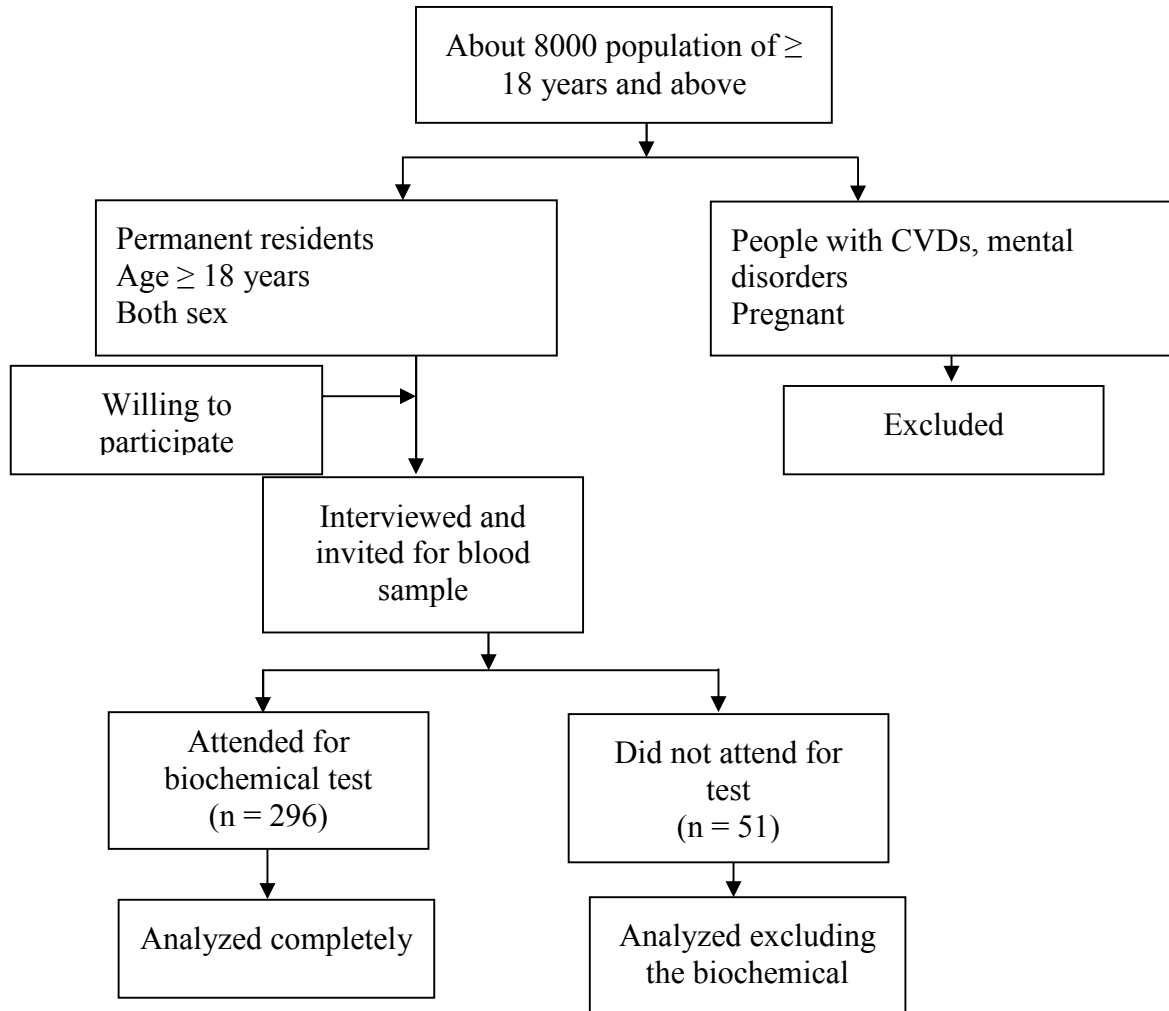 About 8000 population of ≥
18 years and above
Permanent residents
Age ≥ 18 years
Both sex
People with CVDs, mental
disorders
Pregnant
Willing to
participate
Excluded
Interviewed and
invited for blood
sample
Attended for
biochemical test
(n = 296)
Did not attend for
test
(n = 51)
Analyzed completely
Analyzed excluding
the biochemical